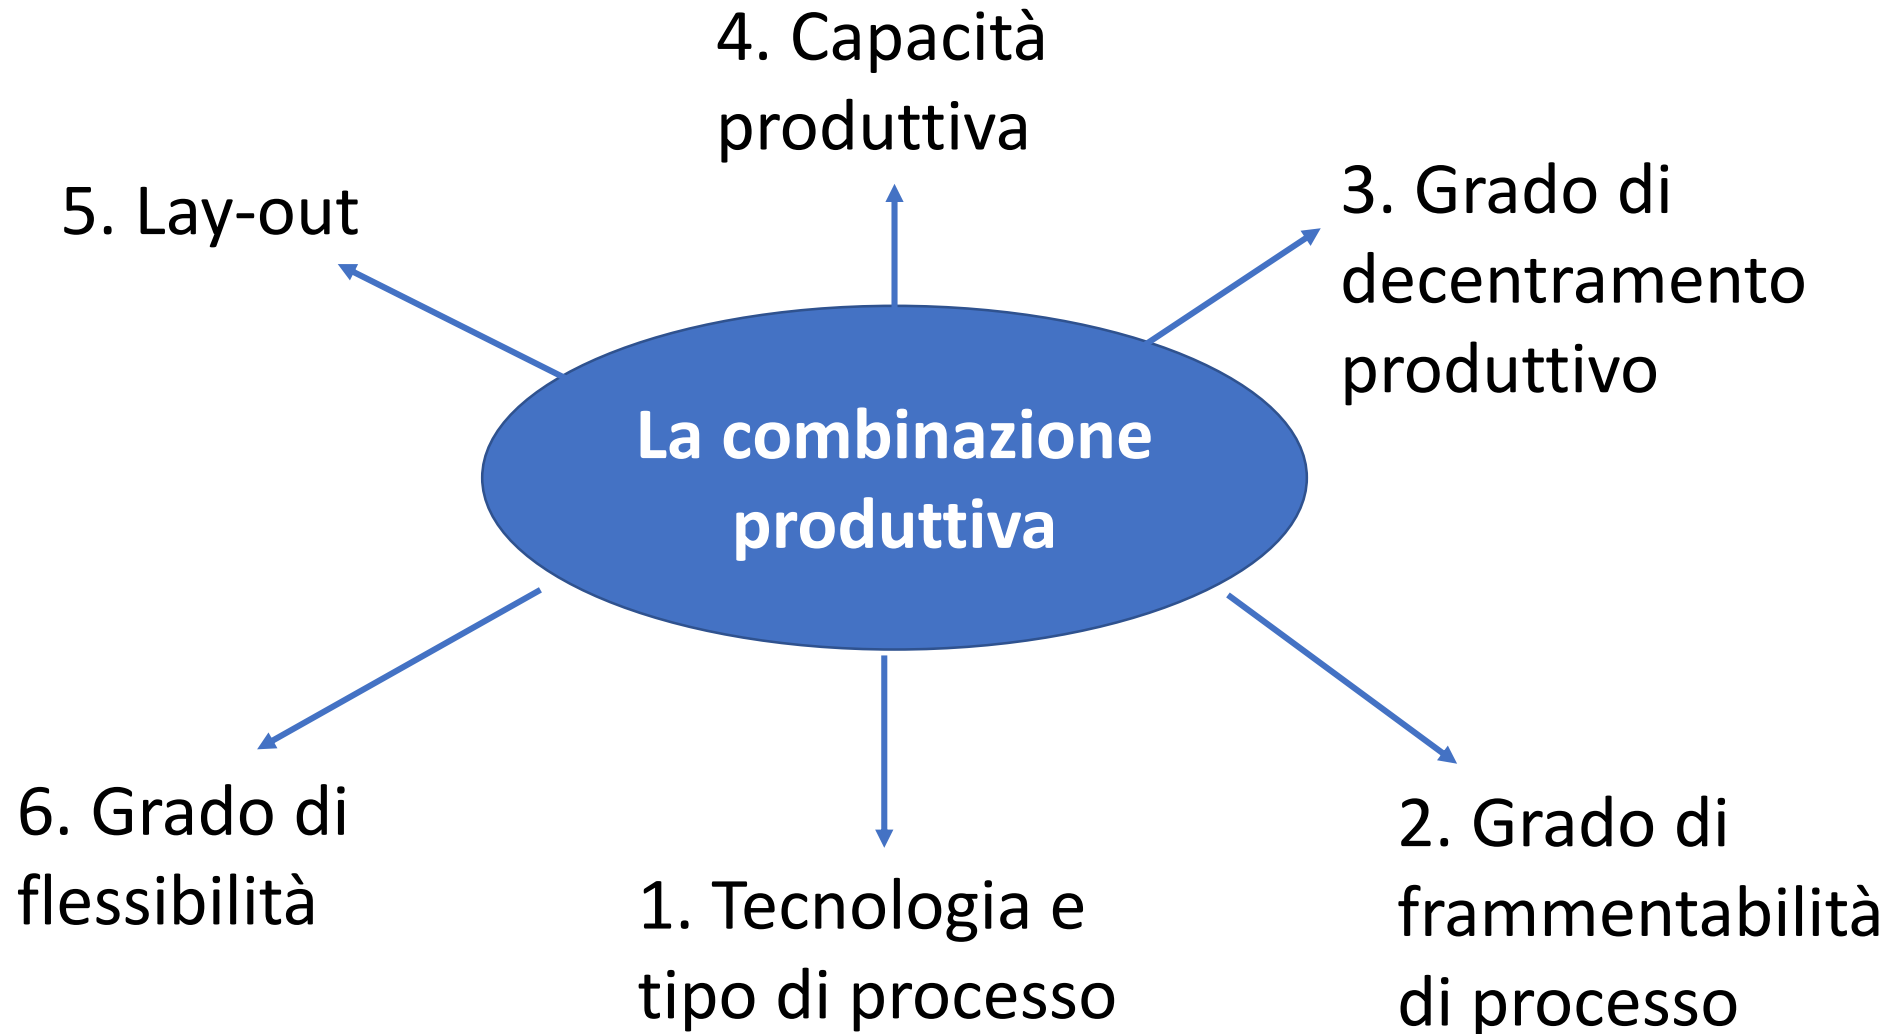 4. Capacità
produttiva
5. Lay-out
3. Grado di
decentramento
produttivo
La combinazione
produttiva
6. Grado di
flessibilità
1. Tecnologia e
tipo di processo
2. Grado di
frammentabilità
di processo